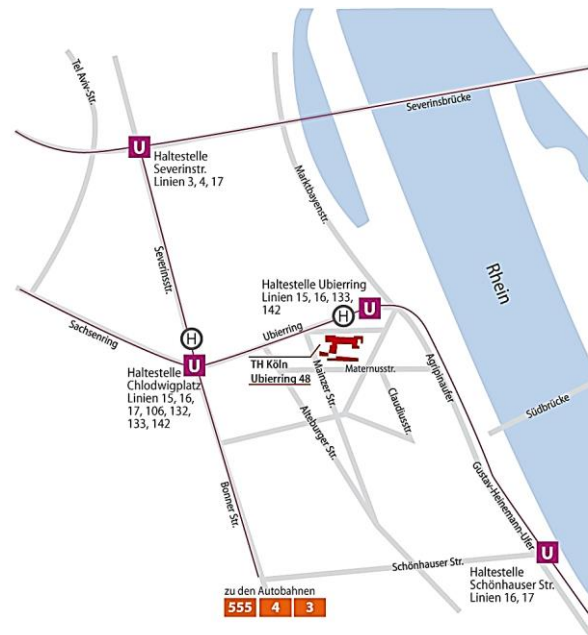 Tel Aviv-Str.
Severinsbrücke
U
Haltestelle
Severinstr.
Linien 3, 4, 17
Marktbayenstr.
Severinsstr.
Rhein
Haltestelle Ubierring
Linien 15, 16, 133,
142
H
U
Sachsenring
H
Ubierring
TH Köln
Ubierring 48
Mainzer Str.
Maternusstr.
Agripinaufer
U
Haltestelle
Chlodwigplatz
Linien 15, 16,
17, 106, 132,
133, 142
Alteburger Str.
Claudiusstr.
Südbrücke
Bonner Str.
Gustav-Heinemann-Ufer
Schönhauser Str.
U
Haltestelle
Schönhauser Str.
Linien 16, 17
zu den Autobahnen
555 4 3